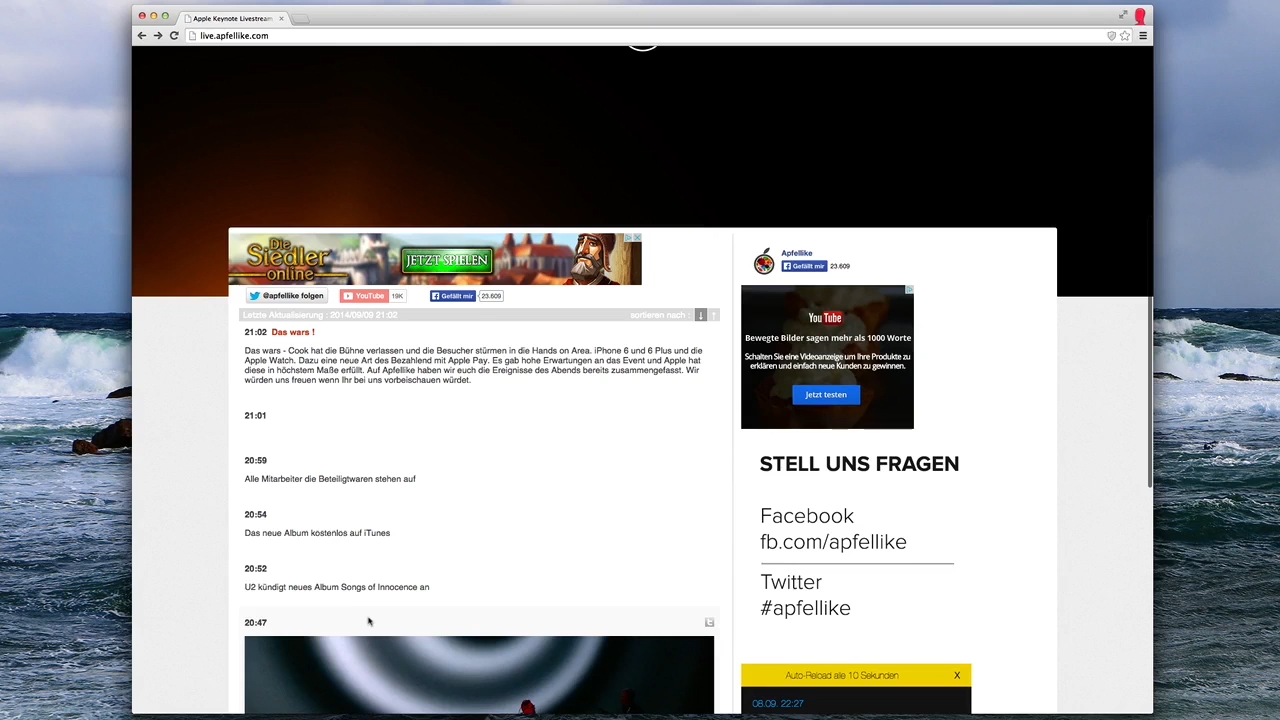 Apple Keynote Livestream
live.apfellike.com
Die
Siedler
online
JETZT SPIELEN
@apfellike folgen
YouTube
19K
Gefällt mir
23.609
Letzte Aktualisierung : 2014/09/09 21:02
sortieren nach : ↓ ↑
21:02 Das wars !
Das wars - Cook hat die Bühne verlassen und die Besucher stürmen in die Hands on Area. iPhone 6 und 6 Plus und die
Apple Watch. Dazu eine neue Art des Bezahlend mit Apple Pay. Es gab hohe Erwartungen an das Event und Apple hat
diese in höchstem Maße erfüllt. Auf Apfellike haben wir euch die Ereignisse des Abends bereits zusammengefasst. Wir
würden uns freuen wenn Ihr bei uns vorbeischauen würdet.
21:01
20:59
Alle Mitarbeiter die Beteiligtwaren stehen auf
20:54
Das neue Album kostenlos auf iTunes
20:52
U2 kündigt neues Album Songs of Innocence an
20:47
Apfellike
Gefällt mir
23.609
YouTube
Bewegte Bilder sagen mehr als 1000 Worte
Schalten Sie eine Videoanzeige um Ihre Produkte zu
erklären und einfach neue Kunden zu gewinnen.
Jetzt testen
STELL UNS FRAGEN
Facebook
fb.com/apfellike
Twitter
#apfellike
Auto-Reload alle 10 Sekunden X
08.09. 22:27